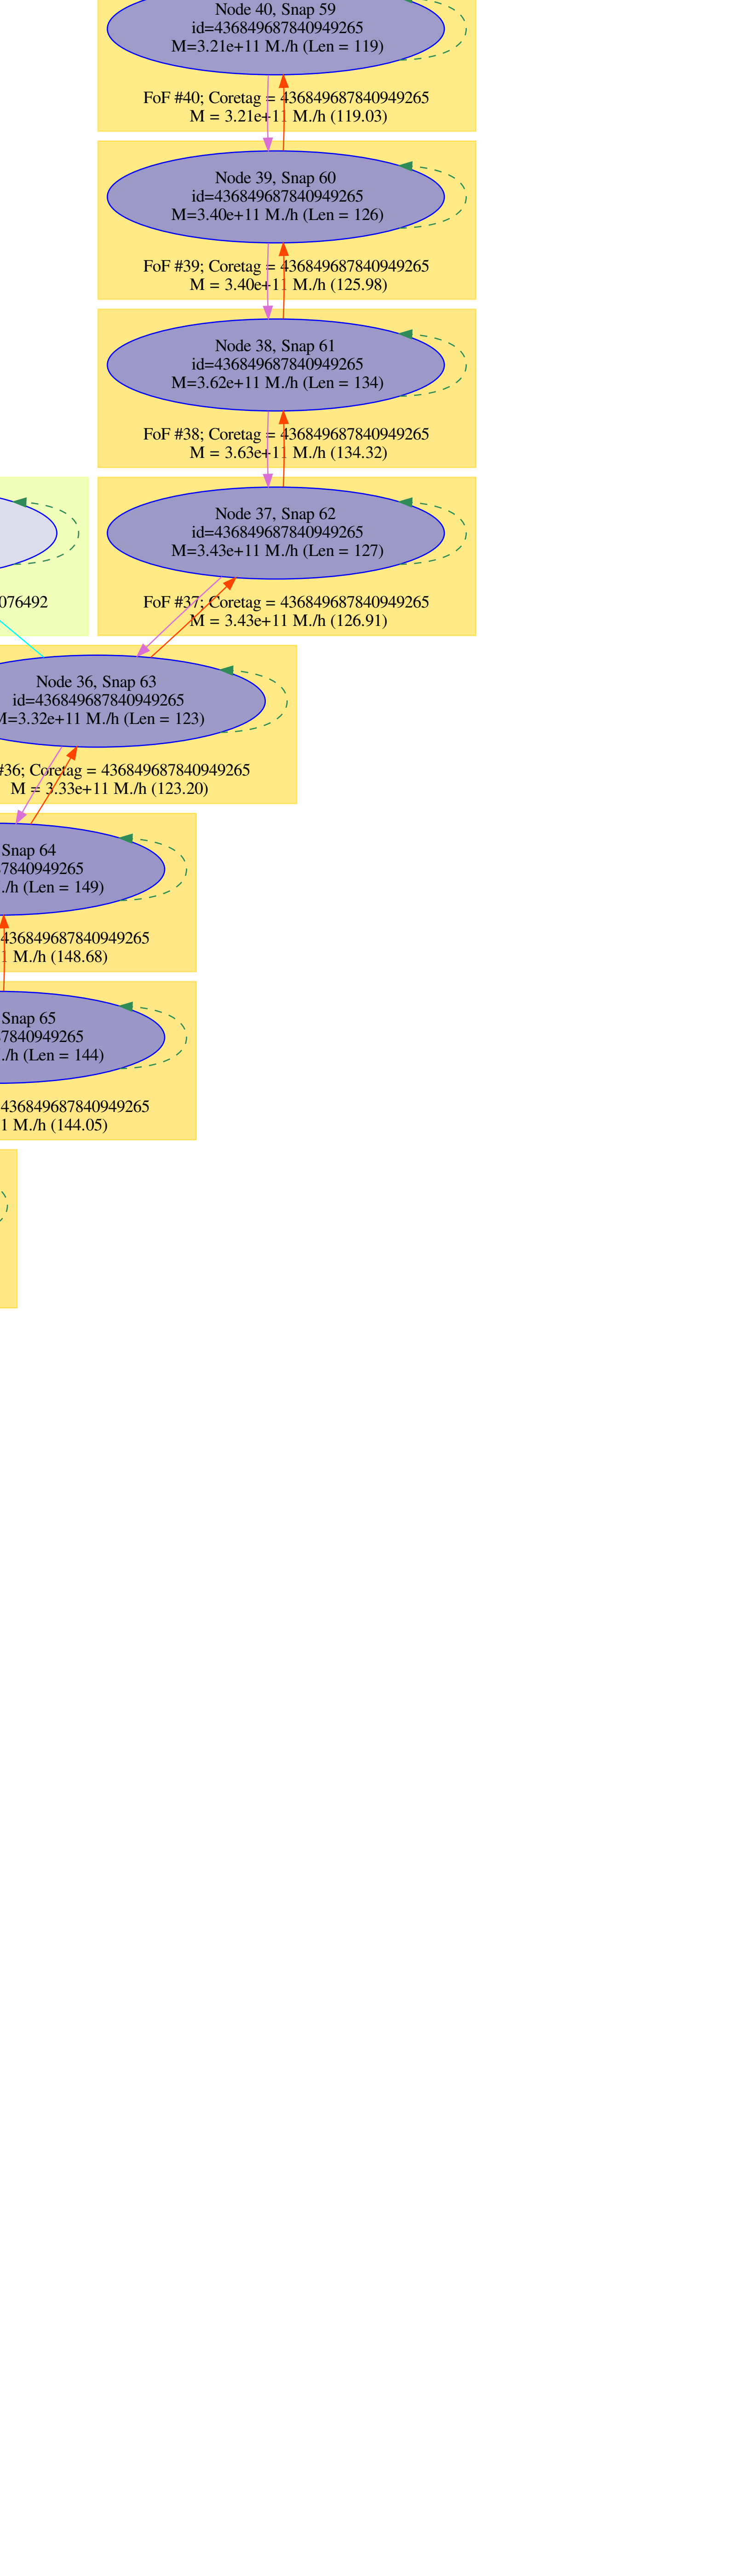 Node 40, Snap 59
id=436849687840949265
M=3.21e+11 M./h (Len = 119)
FoF #40; Coretag = 436849687840949265
M = 3.21e+11 M./h (119.03)
Node 39, Snap 60
id=436849687840949265
M=3.40e+11 M./h (Len = 126)
FoF #39; Coretag = 436849687840949265
M = 3.40e+11 M./h (125.98)
Node 38, Snap 61
id=436849687840949265
M=3.62e+11 M./h (Len = 134)
FoF #38; Coretag = 436849687840949265
M = 3.63e+11 M./h (134.32)
Node 37, Snap 62
id=436849687840949265
M=3.43e+11 M./h (Len = 127)
076492
FoF #37; Coretag = 436849687840949265
M = 3.43e+11 M./h (126.91)
Node 36, Snap 63
id=436849687840949265
M=3.32e+11 M./h (Len = 123)
#36; Coretag = 436849687840949265
M = 3.33e+11 M./h (123.20)
Snap 64
7840949265
./h (Len = 149)
436849687840949265
1 M./h (148.68)
Snap 65
7840949265
./h (Len = 144)
436849687840949265
1 M./h (144.05)